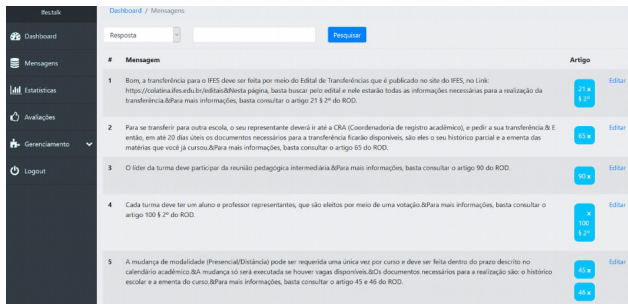 Ifes.talk
Dashboard / Mensagens
Dashboard
Resposta
Pesquisar
Mensagens
# Mensagem Artigo
Estatísticas
1 Bom, a transferência para o IFES deve ser feita por meio do Edital de Transferências que é publicado no site do IFES, no Link: 21 x § 2º Editar
https://colatina.ifes.edu.br/editais&Nesta página, basta buscar pelo edital e nele estarão todas as informações necessárias para a realização da
transferência.&Para mais informações, basta consultar o artigo 21 § 2º do ROD.
Avaliações
2 Para se transferir para outra escola, o seu representante deverá ir até a CRA (Coordenadoria de registro acadêmico), e pedir a sua transferência.& E 65 x Editar
então, em até 20 dias úteis os documentos necessários para a transferência ficarão disponíveis, são eles o seu histórico parcial e a ementa das
matérias que você já cursou.&Para mais informações, basta consultar o artigo 65 do ROD.
Gerenciamento
3 O líder da turma deve participar da reunião pedagógica intermediária.&Para mais informações, basta consultar o artigo 90 do ROD. 90 x Editar
Logout
4 Cada turma deve ter um aluno e professor representantes, que são eleitos por meio de uma votação.&Para mais informações, basta consultar o x 100 § 2º Editar
artigo 100 § 2º do ROD.
5 A mudança de modalidade (Presencial/Distância) pode ser requerida uma única vez por curso e deve ser feita dentro do prazo descrito no 45 x Editar
calendário acadêmico.&A mudança só será executada se houver vagas disponíveis.&Os documentos necessários para a realização são: o histórico
escolar e a ementa do curso.&Para mais informações, basta consultar o artigo 45 e 46 do ROD. 46 x